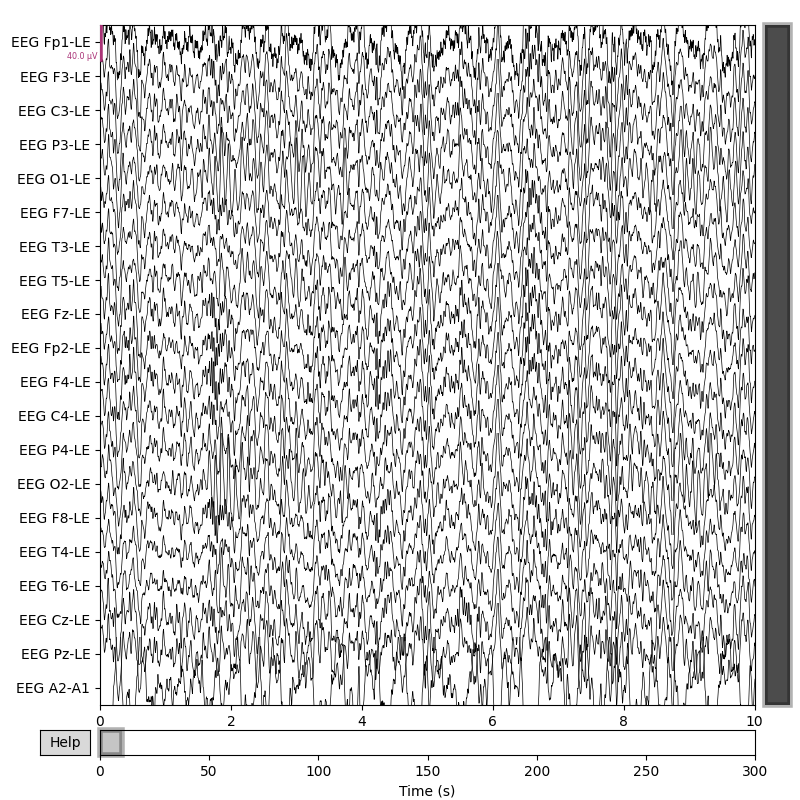 EEG Fp1-LE
40.0 µV
EEG F3-LE
EEG C3-LE
EEG P3-LE
EEG O1-LE
EEG F7-LE
EEG T3-LE
EEG T5-LE
EEG Fz-LE
EEG Fp2-LE
EEG F4-LE
EEG C4-LE
EEG P4-LE
EEG O2-LE
EEG F8-LE
EEG T4-LE
EEG T6-LE
EEG Cz-LE
EEG Pz-LE
EEG A2-A1
0 2 4 6 8 10
Help
0 50 100 150 200 250 300
Time (s)